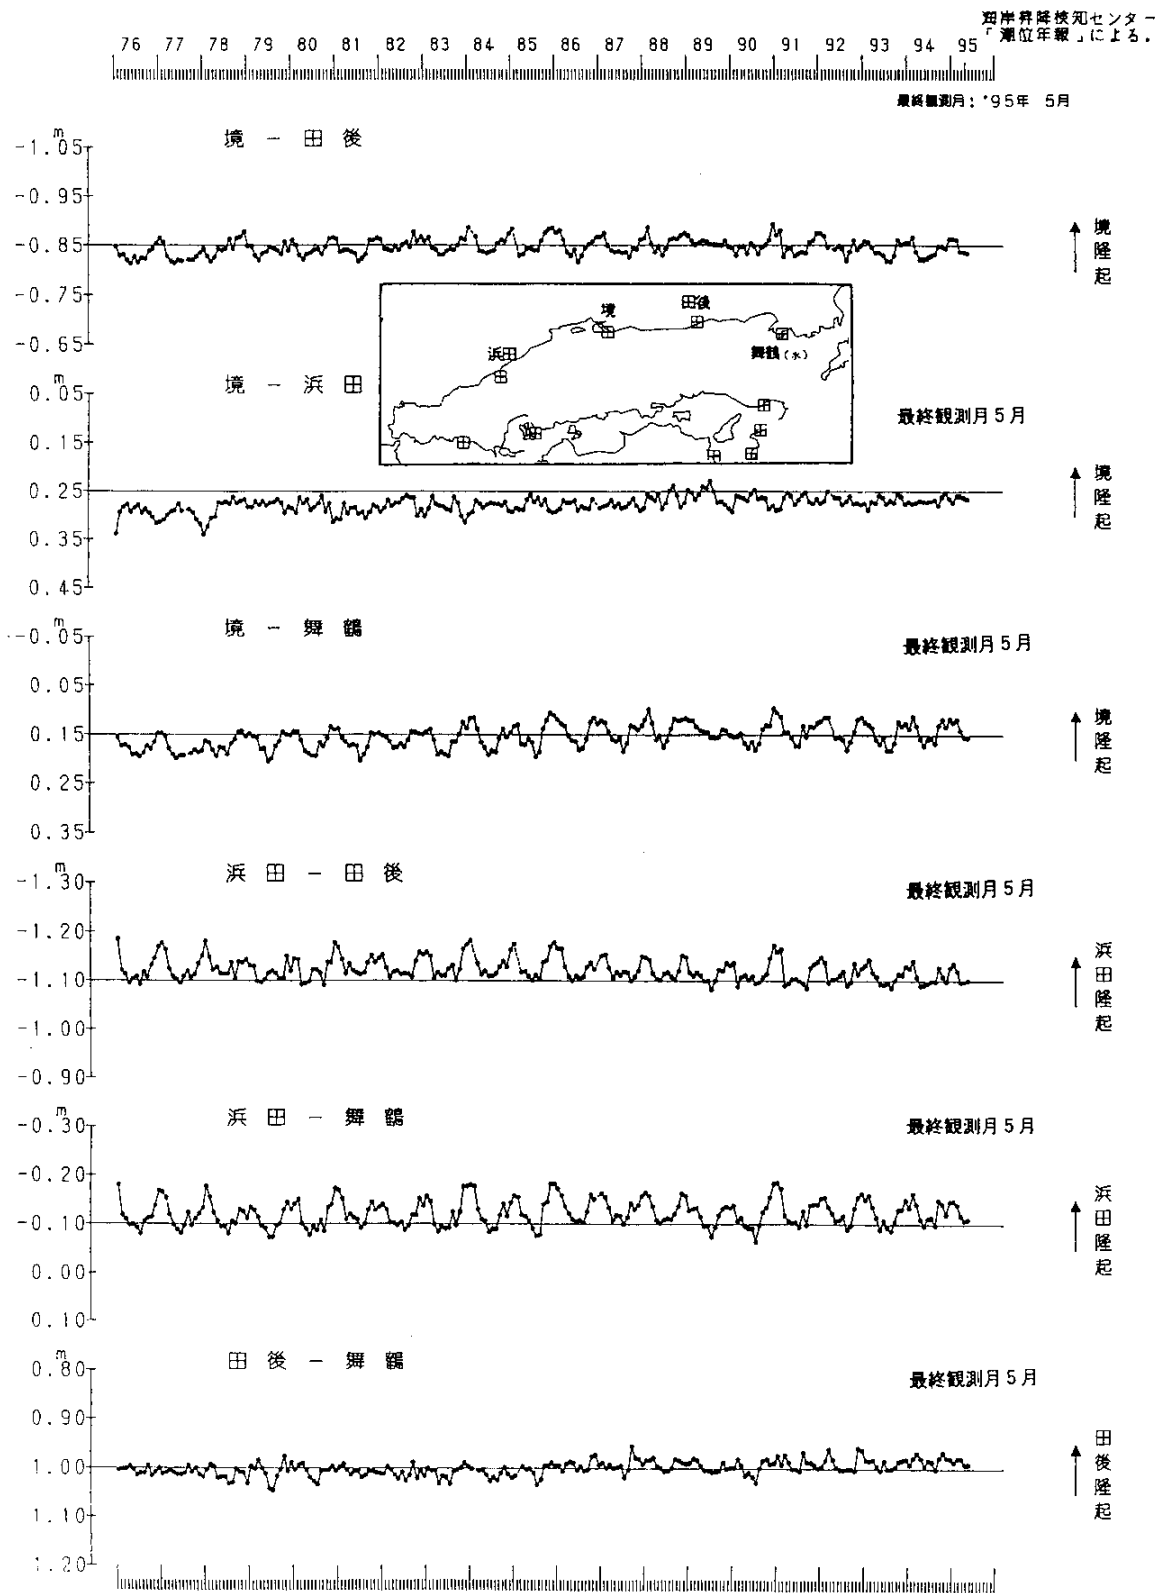 海岸昇降検知センター
「潮位年報」による.
76 77 78 79 80 81 82 83 84 85 86 87 88 89 90 91 92 93 94 95
最終観測月: '95年 5月
m
境 - 田後
-1.05
-0.95
-0.85
-0.75
-0.65
境隆起
境
田後
浜田
舞鶴(水)
m
境 - 浜田
最終観測月5月
0.05
0.15
0.25
0.35
0.45
境隆起
m
境 - 舞鶴
最終観測月5月
-0.05
0.05
0.15
0.25
0.35
境隆起
m
浜田 - 田後
最終観測月5月
-1.30
-1.20
-1.10
-1.00
-0.90
浜田隆起
m
浜田 - 舞鶴
最終観測月5月
-0.30
-0.20
-0.10
0.00
0.10
浜田隆起
m
田後 - 舞鶴
最終観測月5月
0.80
0.90
1.00
1.10
1.20
田後隆起